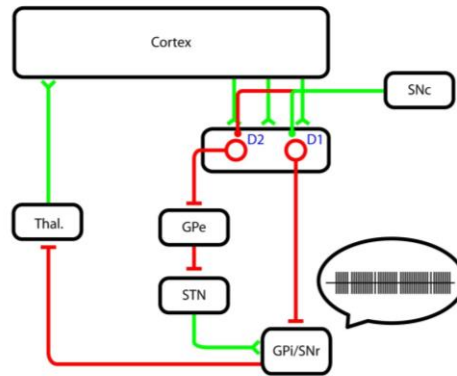 Cortex
SNc
D2
D1
Thal.
GPe
STN
GPi/SNr